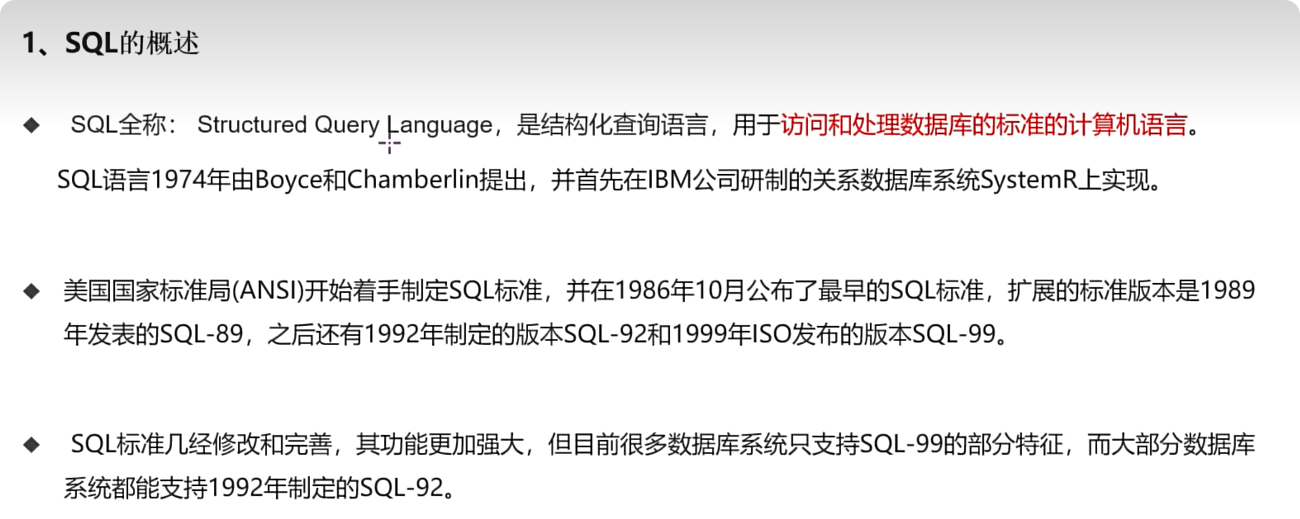 1、SQL的概述
◆ SQL全称： Structured Query Language，是结构化查询语言，用于访问和处理数据库的标准的计算机语言。
SQL语言1974年由Boyce和Chamberlin提出，并首先在IBM公司研制的关系数据库系统SystemR上实现。
◆ 美国国家标准局(ANSI)开始着手制定SQL标准，并在1986年10月公布了最早的SQL标准，扩展的标准版本是1989
年发表的SQL-89，之后还有1992年制定的版本SQL-92和1999年ISO发布的版本SQL-99。
◆ SQL标准几经修改和完善，其功能更加强大，但目前很多数据库系统只支持SQL-99的部分特征，而大部分数据库
系统都能支持1992年制定的SQL-92。